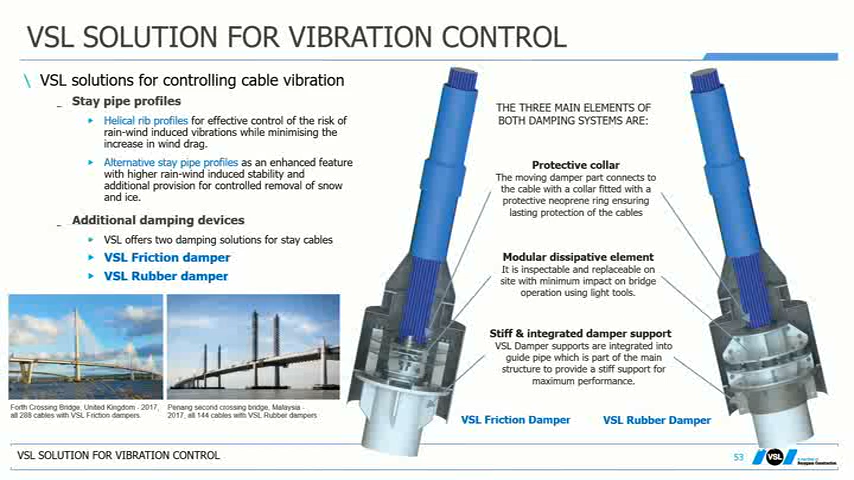 VSL SOLUTION FOR VIBRATION CONTROL
\ VSL solutions for controlling cable vibration
_ Stay pipe profiles
Helical rib profiles for effective control of the risk of
rain-wind induced vibrations while minimising the
increase in wind drag.
Alternative stay pipe profiles as an enhanced feature
with higher rain-wind induced stability and
additional provision for controlled removal of snow
and ice.
_ Additional damping devices
VSL offers two damping solutions for stay cables
VSL Friction damper
VSL Rubber damper
Forth Crossing Bridge, United Kingdom - 2017,
all 288 cables with VSL Friction dampers.
Penang second crossing bridge, Malaysia -
2017, all 144 cables with VSL Rubber dampers
THE THREE MAIN ELEMENTS OF
BOTH DAMPING SYSTEMS ARE:
Protective collar
The moving damper part connects to
the cable with a collar fitted with a
protective neoprene ring ensuring
lasting protection of the cables
Modular dissipative element
It is inspectable and replaceable on
site with minimum impact on bridge
operation using light tools.
Stiff & integrated damper support
VSL Damper supports are integrated into
guide pipe which is part of the main
structure to provide a stiff support for
maximum performance.
VSL Friction Damper
VSL Rubber Damper
VSL SOLUTION FOR VIBRATION CONTROL
53
VSL